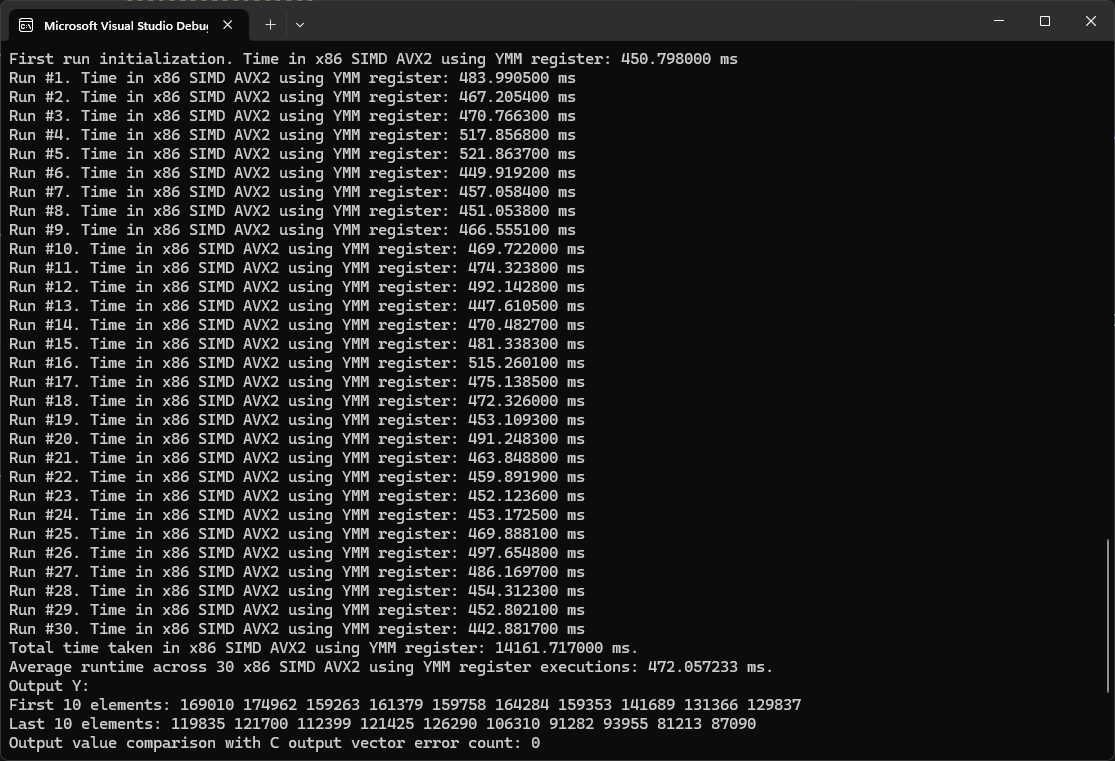 Microsoft Visual Studio Debu
First run initialization. Time in x86 SIMD AVX2 using YMM register: 450.798000 ms
Run #1. Time in x86 SIMD AVX2 using YMM register: 483.990500 ms
Run #2. Time in x86 SIMD AVX2 using YMM register: 467.205400 ms
Run #3. Time in x86 SIMD AVX2 using YMM register: 470.766300 ms
Run #4. Time in x86 SIMD AVX2 using YMM register: 517.856800 ms
Run #5. Time in x86 SIMD AVX2 using YMM register: 521.863700 ms
Run #6. Time in x86 SIMD AVX2 using YMM register: 449.919200 ms
Run #7. Time in x86 SIMD AVX2 using YMM register: 457.058400 ms
Run #8. Time in x86 SIMD AVX2 using YMM register: 451.053800 ms
Run #9. Time in x86 SIMD AVX2 using YMM register: 466.555100 ms
Run #10. Time in x86 SIMD AVX2 using YMM register: 469.722000 ms
Run #11. Time in x86 SIMD AVX2 using YMM register: 474.323800 ms
Run #12. Time in x86 SIMD AVX2 using YMM register: 492.142800 ms
Run #13. Time in x86 SIMD AVX2 using YMM register: 447.610500 ms
Run #14. Time in x86 SIMD AVX2 using YMM register: 470.482700 ms
Run #15. Time in x86 SIMD AVX2 using YMM register: 481.338300 ms
Run #16. Time in x86 SIMD AVX2 using YMM register: 515.260100 ms
Run #17. Time in x86 SIMD AVX2 using YMM register: 475.138500 ms
Run #18. Time in x86 SIMD AVX2 using YMM register: 472.326000 ms
Run #19. Time in x86 SIMD AVX2 using YMM register: 453.109300 ms
Run #20. Time in x86 SIMD AVX2 using YMM register: 491.248300 ms
Run #21. Time in x86 SIMD AVX2 using YMM register: 463.848800 ms
Run #22. Time in x86 SIMD AVX2 using YMM register: 459.891900 ms
Run #23. Time in x86 SIMD AVX2 using YMM register: 452.123600 ms
Run #24. Time in x86 SIMD AVX2 using YMM register: 453.172500 ms
Run #25. Time in x86 SIMD AVX2 using YMM register: 469.888100 ms
Run #26. Time in x86 SIMD AVX2 using YMM register: 497.654800 ms
Run #27. Time in x86 SIMD AVX2 using YMM register: 486.169700 ms
Run #28. Time in x86 SIMD AVX2 using YMM register: 454.312300 ms
Run #29. Time in x86 SIMD AVX2 using YMM register: 452.802100 ms
Run #30. Time in x86 SIMD AVX2 using YMM register: 442.881700 ms
Total time taken in x86 SIMD AVX2 using YMM register: 14161.717000 ms.
Average runtime across 30 x86 SIMD AVX2 using YMM register executions: 472.057233 ms.
Output Y:
First 10 elements: 169010 174962 159263 161379 159758 164284 159353 141689 131366 129837
Last 10 elements: 119835 121700 112399 121425 126290 106310 91282 93955 81213 87090
Output value comparison with C output vector error count: 0